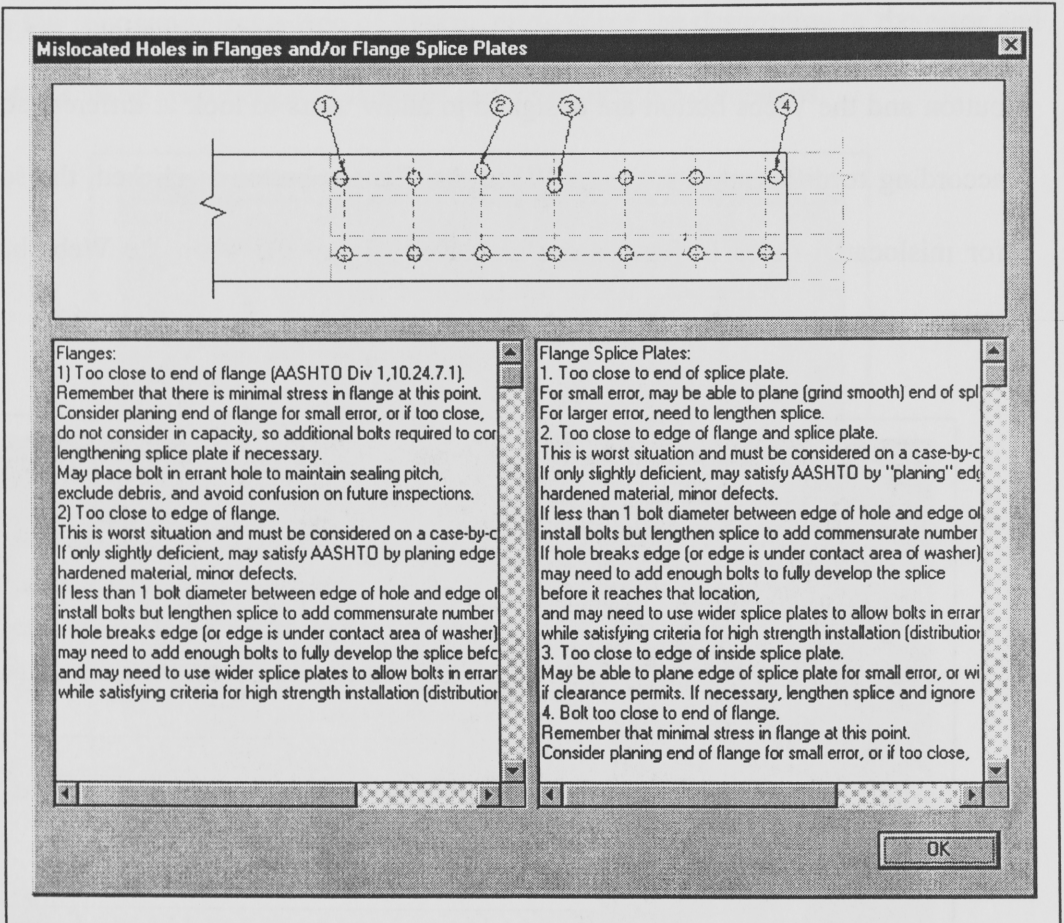 Mislocated Holes in Flanges and/or Flange Splice Plates
1 2 3 4
Flanges:
1) Too close to end of flange (AASHTO Div 1,10.24.7.1).
Remember that there is minimal stress in flange at this point.
Consider planing end of flange for small error, or if too close,
do not consider in capacity, so additional bolts required to cor
lengthening splice plate if necessary.
May place bolt in errant hole to maintain sealing pitch,
exclude debris, and avoid confusion on future inspections.
2) Too close to edge of flange.
This is worst situation and must be considered on a case-by-c
If only slightly deficient, may satisfy AASHTO by planing edge
hardened material, minor defects.
If less than 1 bolt diameter between edge of hole and edge of
install bolts but lengthen splice to add commensurate number
If hole breaks edge (or edge is under contact area of washer)
may need to add enough bolts to fully develop the splice befo
and may need to use wider splice plates to allow bolts in erran
while satisfying criteria for high strength installation (distribution
Flange Splice Plates:
1. Too close to end of splice plate.
For small error, may be able to plane (grind smooth) end of spl
For larger error, need to lengthen splice.
2. Too close to edge of flange and splice plate.
This is worst situation and must be considered on a case-by-c
If only slightly deficient, may satisfy AASHTO by "planing" edg
hardened material, minor defects.
If less than 1 bolt diameter between edge of hole and edge of
install bolts but lengthen splice to add commensurate number
If hole breaks edge (or edge is under contact area of washer)
may need to add enough bolts to fully develop the splice
before it reaches that location,
and may need to use wider splice plates to allow bolts in erran
while satisfying criteria for high strength installation (distribution
3. Too close to edge of inside splice plate.
May be able to plane edge of splice plate for small error, or wi
if clearance permits. If necessary, lengthen splice and ignore
4. Bolt too close to end of flange.
Remember that minimal stress in flange at this point.
Consider planing end of flange for small error, or if too close,
OK